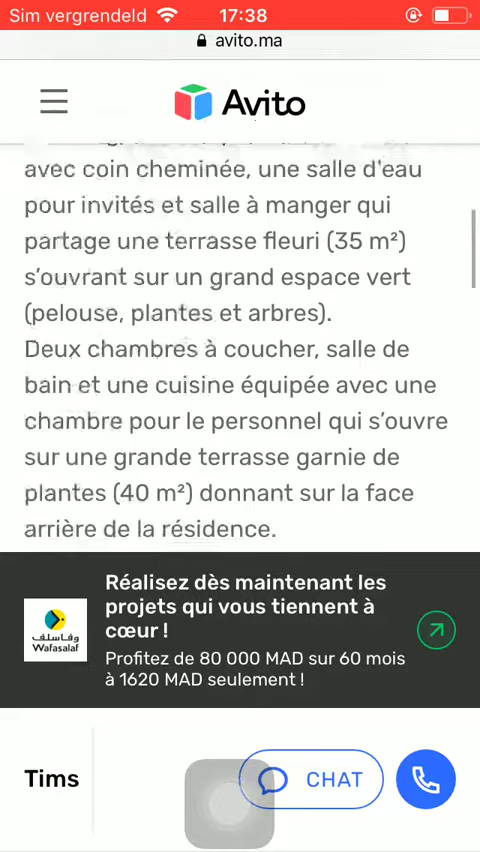 Sim vergrendeld
17:38
avito.ma
Avito
avec coin cheminée, une salle d'eau
pour invités et salle à manger qui
partage une terrasse fleuri (35 m²)
s’ouvrant sur un grand espace vert
(pelouse, plantes et arbres).
Deux chambres à coucher, salle de
bain et une cuisine équipée avec une
chambre pour le personnel qui s’ouvre
sur une grande terrasse garnie de
plantes (40 m²) donnant sur la face
arrière de la résidence.
Réalisez dès maintenant les
projets qui vous tiennent à
cœur !
وفاسلف
Wafasalaf
Profitez de 80 000 MAD sur 60 mois
à 1620 MAD seulement !
Tims
CHAT